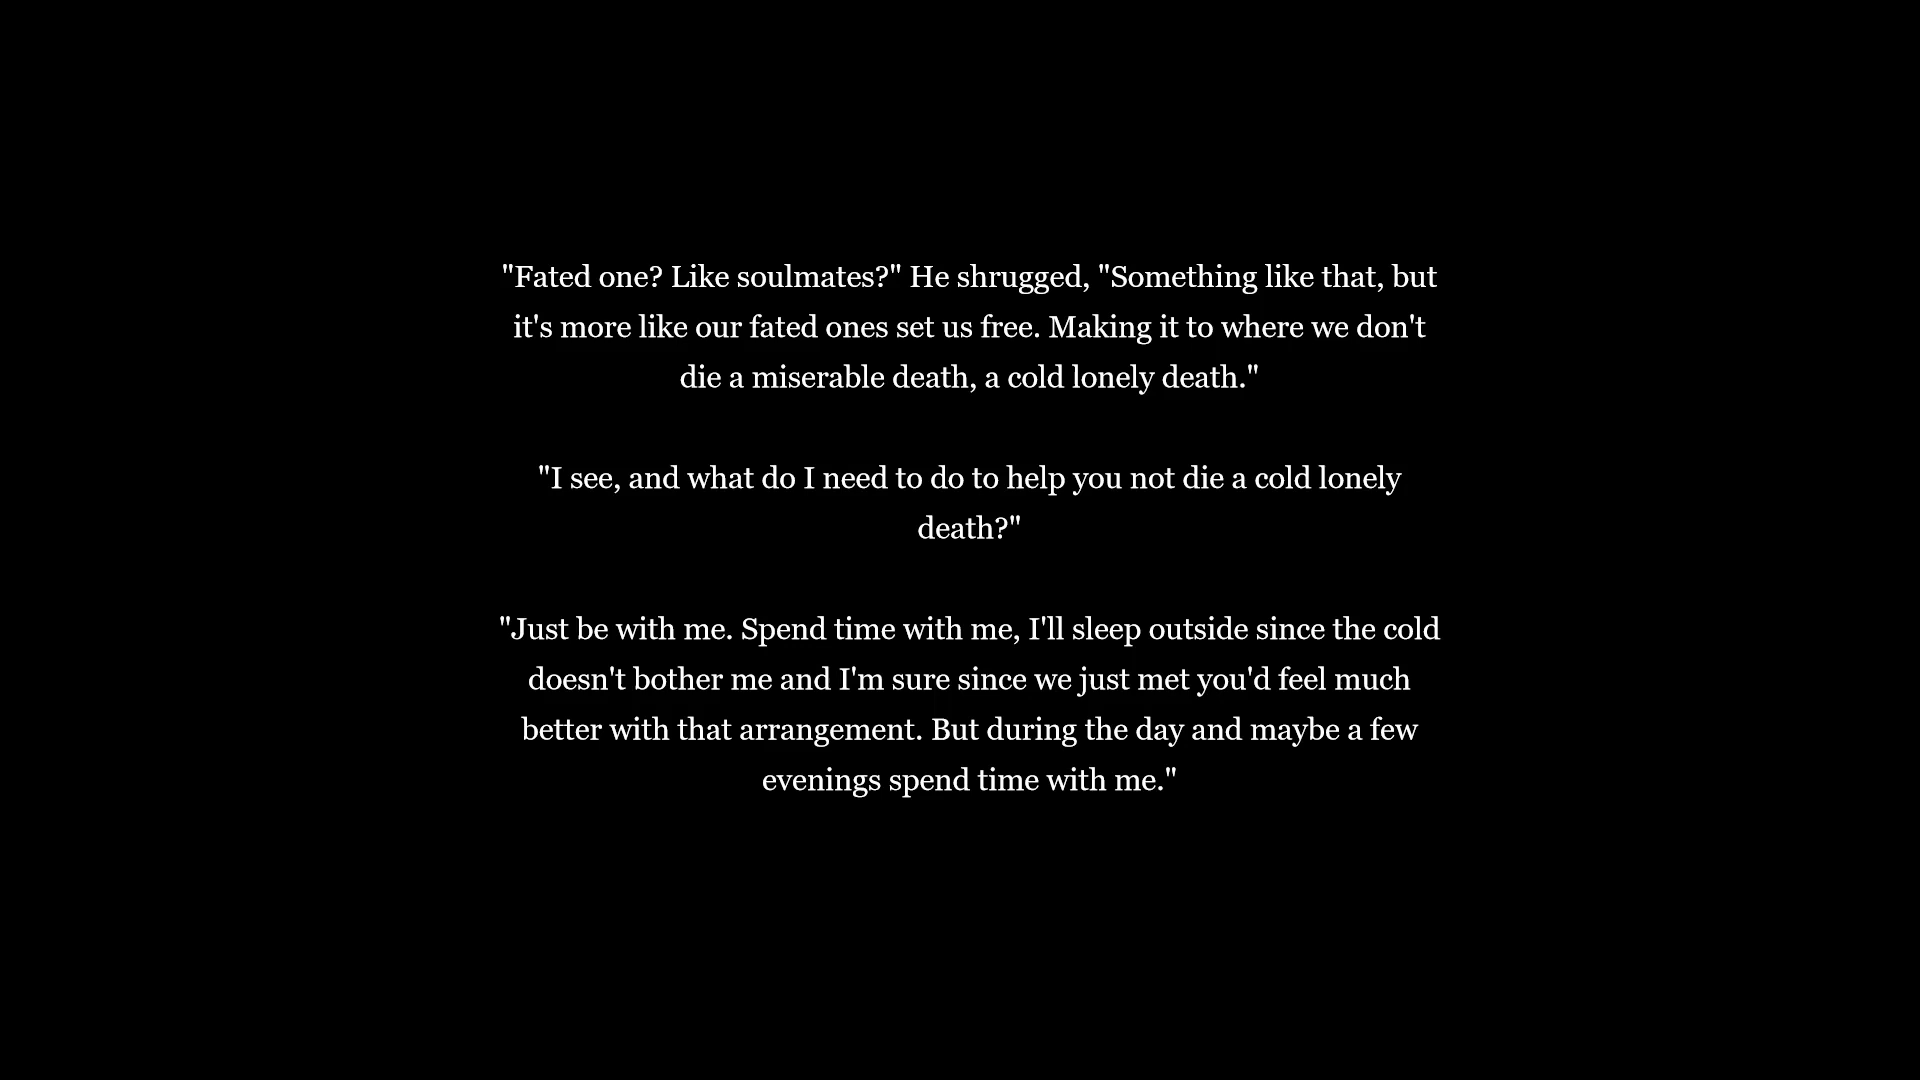 "Fated one? Like soulmates?" He shrugged, "Something like that, but
it's more like our fated ones set us free. Making it to where we don't
die a miserable death, a cold lonely death."
"I see, and what do I need to do to help you not die a cold lonely
death?"
"Just be with me. Spend time with me, I'll sleep outside since the cold
doesn't bother me and I'm sure since we just met you'd feel much
better with that arrangement. But during the day and maybe a few
evenings spend time with me."